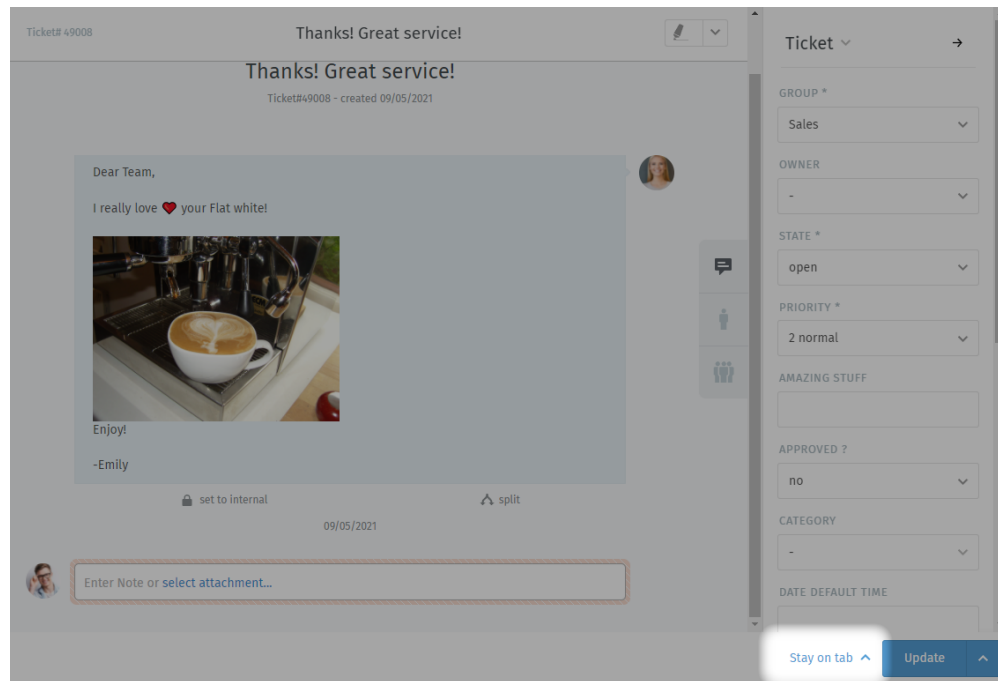 Ticket# 49008
Thanks! Great service!
Thanks! Great service!
Ticket#49008 - created 09/05/2021
Dear Team,
I really love ❤ your Flat white!
Enjoy!
-Emily
set to internal
split
09/05/2021
Enter Note or select attachment...
Ticket
GROUP *
Sales
OWNER
-
STATE *
open
PRIORITY *
2 normal
AMAZING STUFF
APPROVED ?
no
CATEGORY
-
DATE DEFAULT TIME
Stay on tab
Update